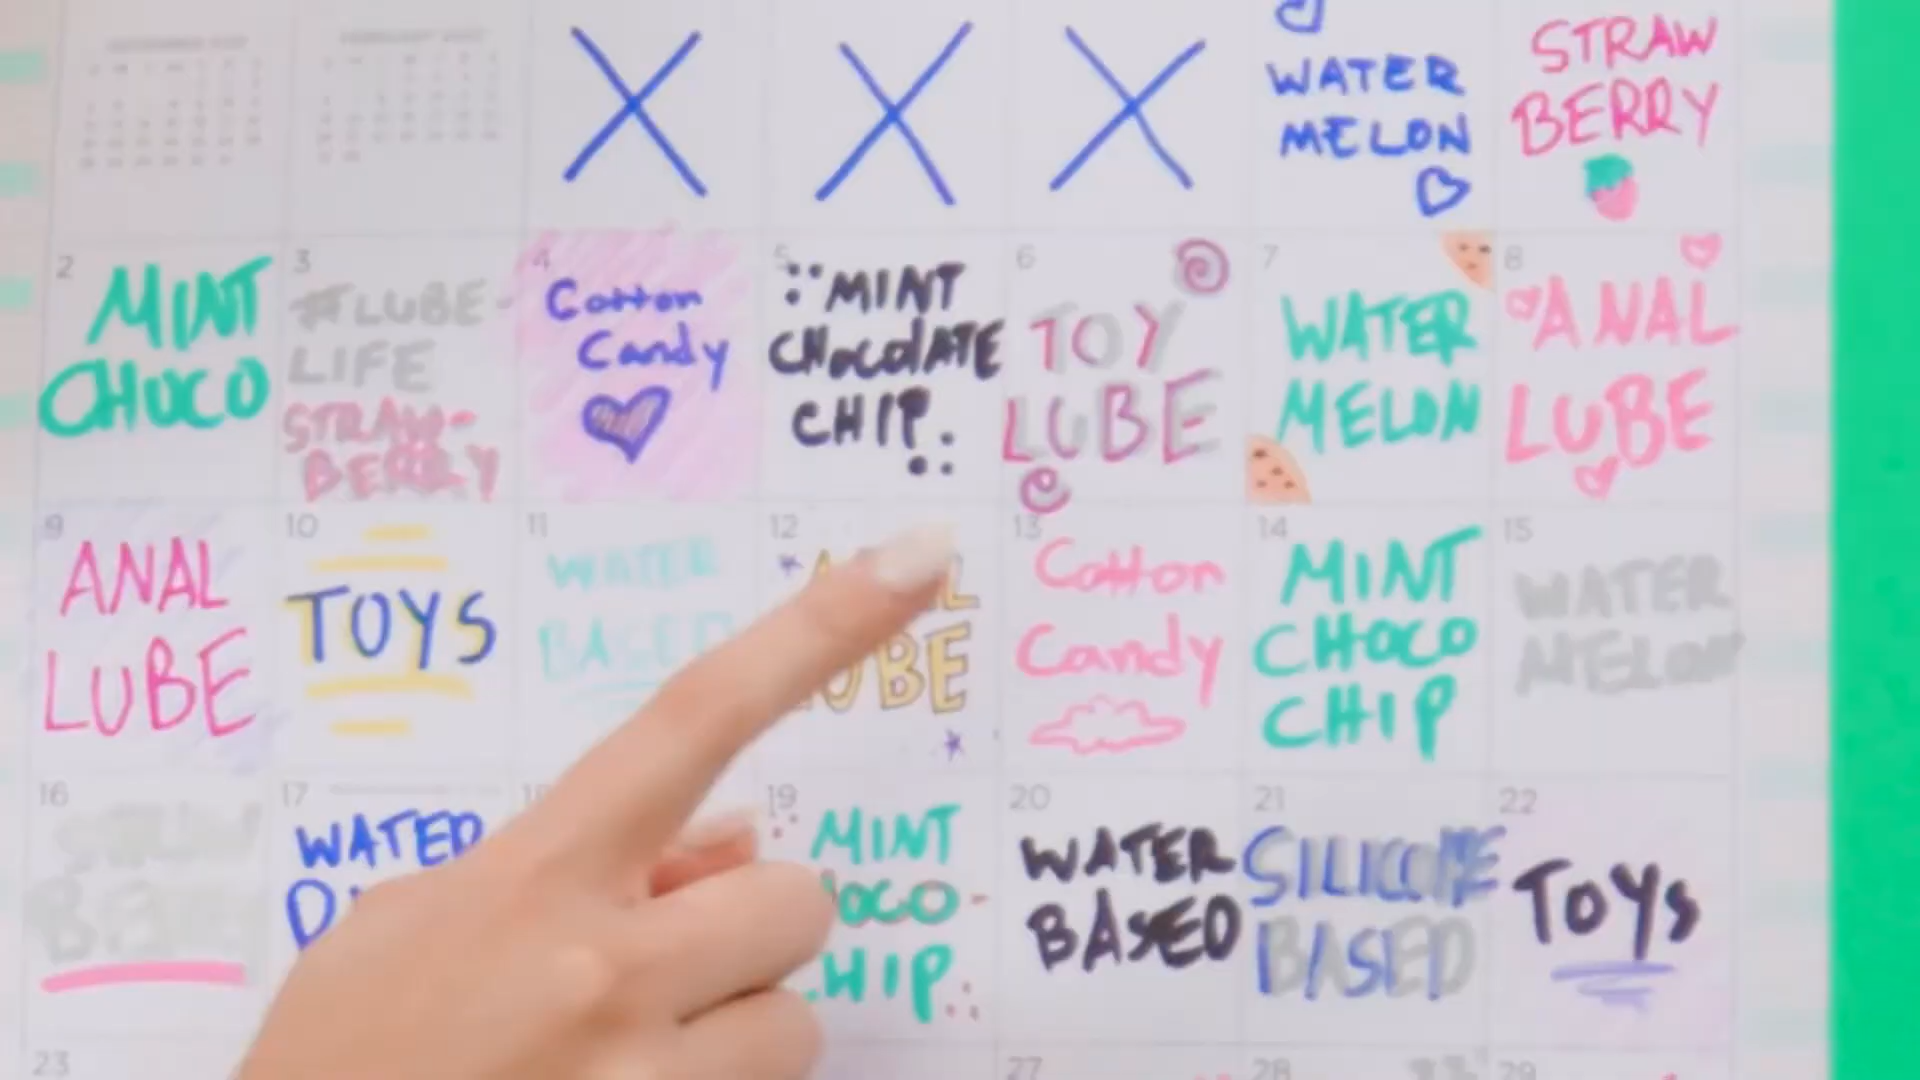 WATER
MELON
STRAW
BERRY
2
MINT
CHOCO
3
#LUBE-
LIFE
STRAW-
BERRY
4
Cotton
Candy
5
MINT
CHocolATE
CHIP.
6
TOY
LUBE
7
WATER
MELON
8
ANAL
LUBE
9
ANAL
LUBE
10
TOYS
11
WATER
BASED
12
LUBE
13
Cotton
Candy
14
MINT
CHOCO
CHIP
15
WATER
MELON
16
17
WATER
18
19
MINT
OCO-
HIP
20
WATER
BASED
21
SILICONE
BASED
22
Toys
23
27
28
29